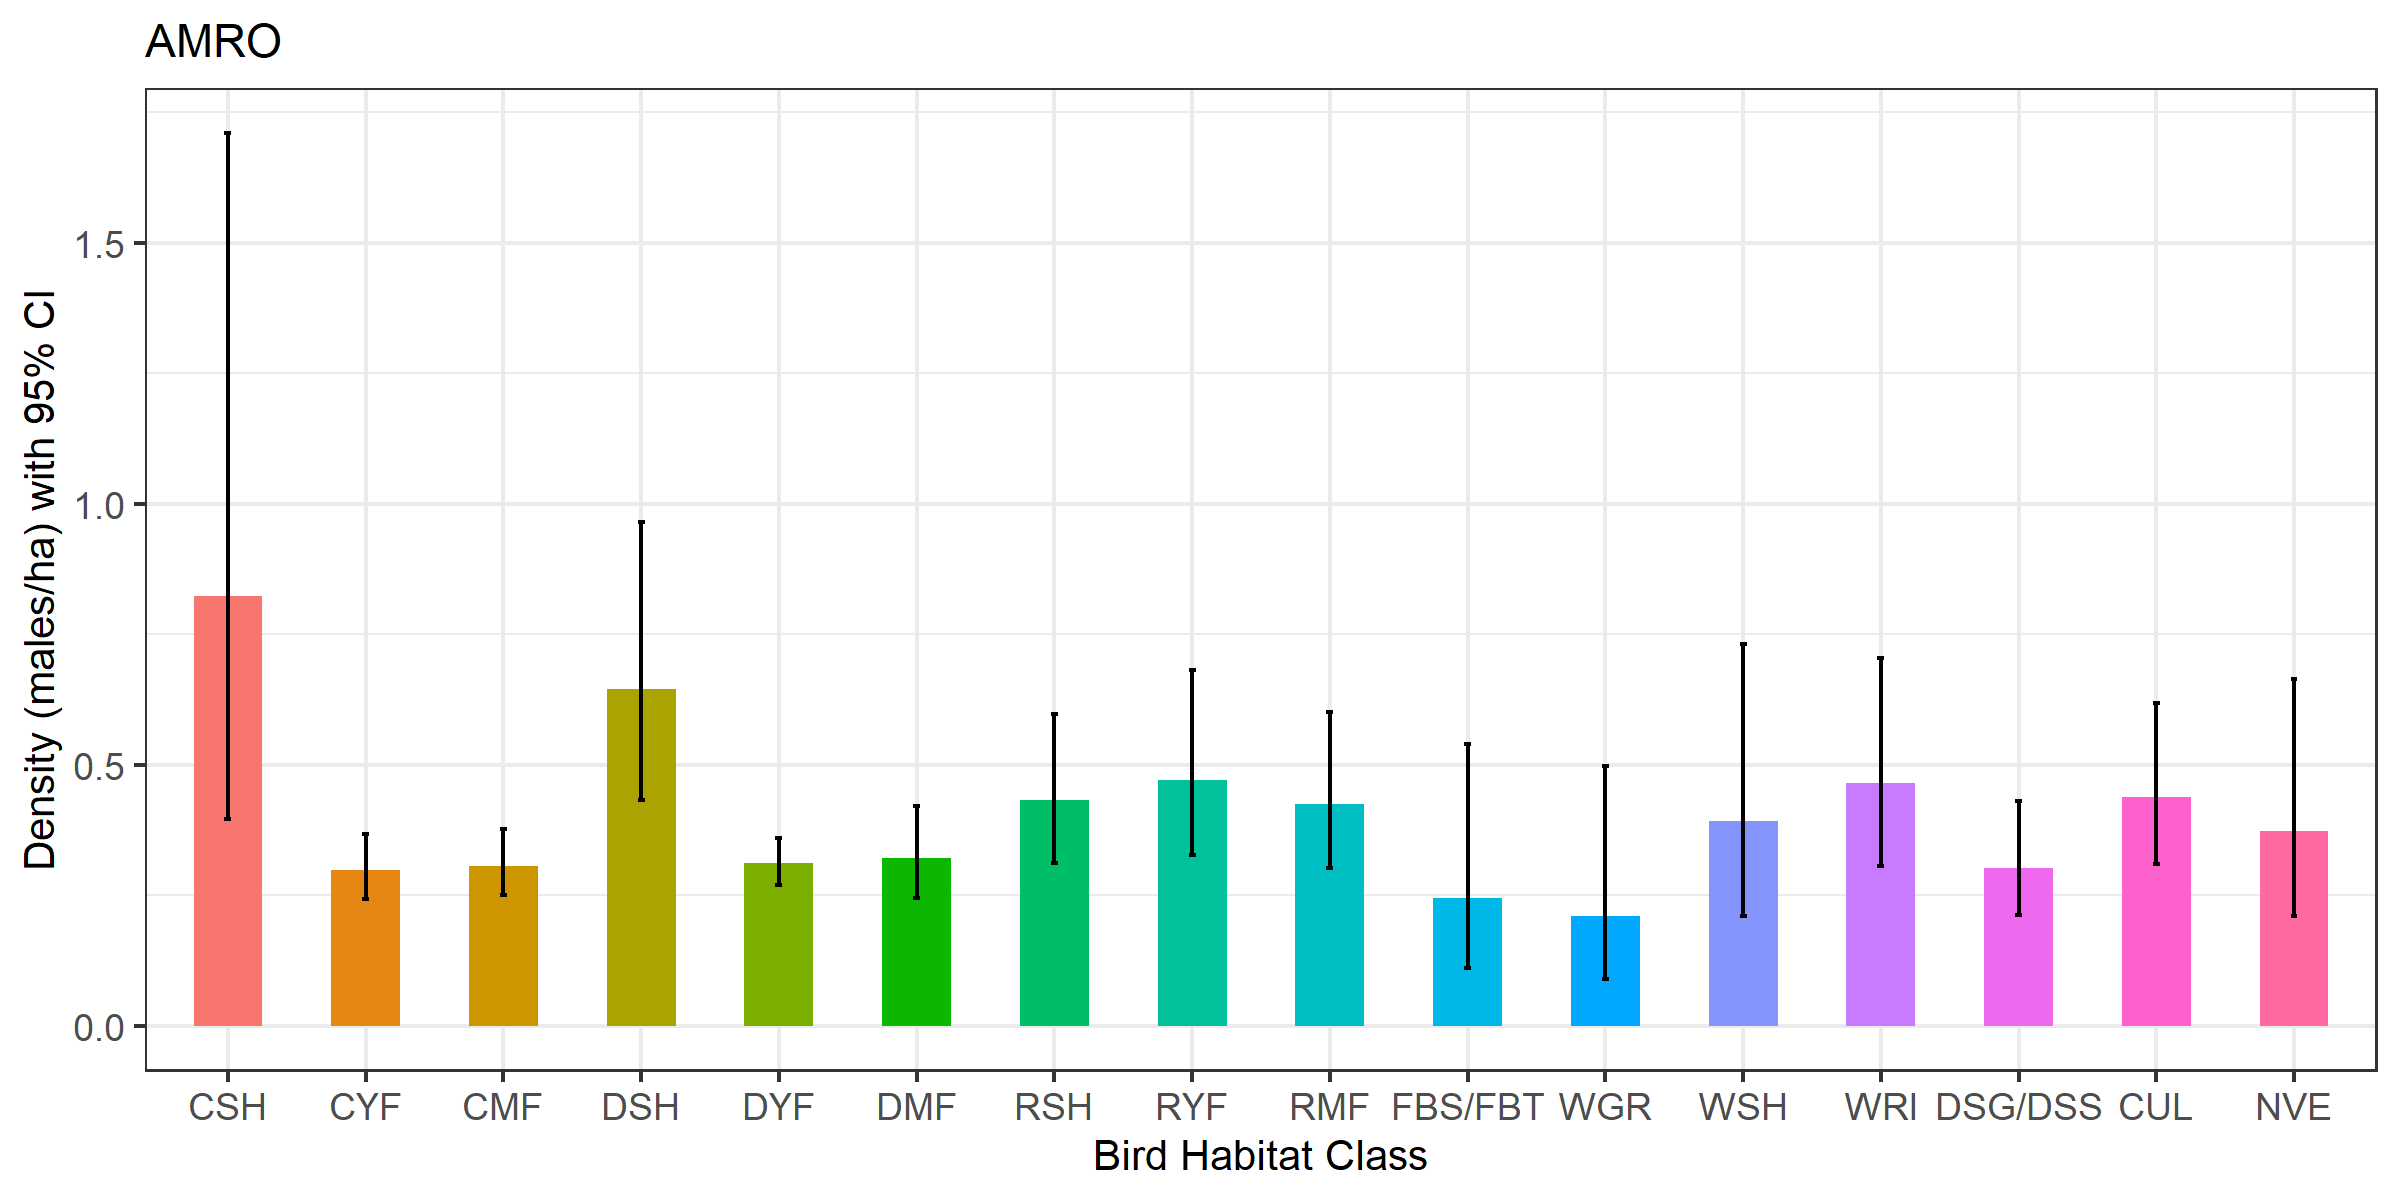 AMRO
Density (males/ha) with 95% CI
1.5
1.0
0.5
0.0
CSH CYF CMF DSH DYF DMF RSH RYF RMF FBS/FBT WGR WSH WRI DSG/DSS CUL NVE
Bird Habitat Class